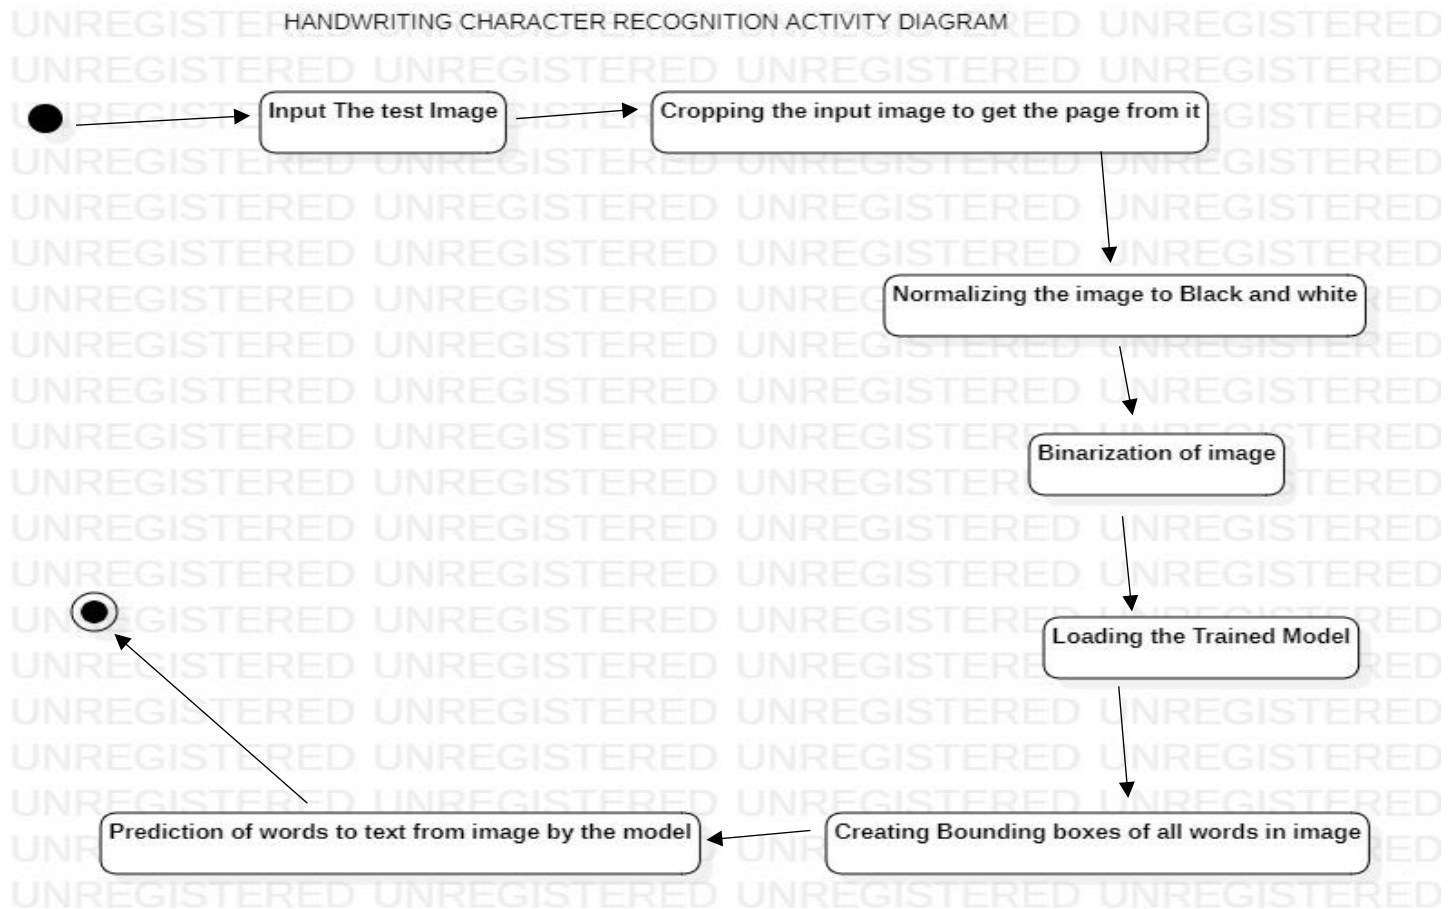 HANDWRITING CHARACTER RECOGNITION ACTIVITY DIAGRAM
Input The test Image
Cropping the input image to get the page from it
Normalizing the image to Black and white
Binarization of image
Loading the Trained Model
Creating Bounding boxes of all words in image
Prediction of words to text from image by the model
UNREGISTERED